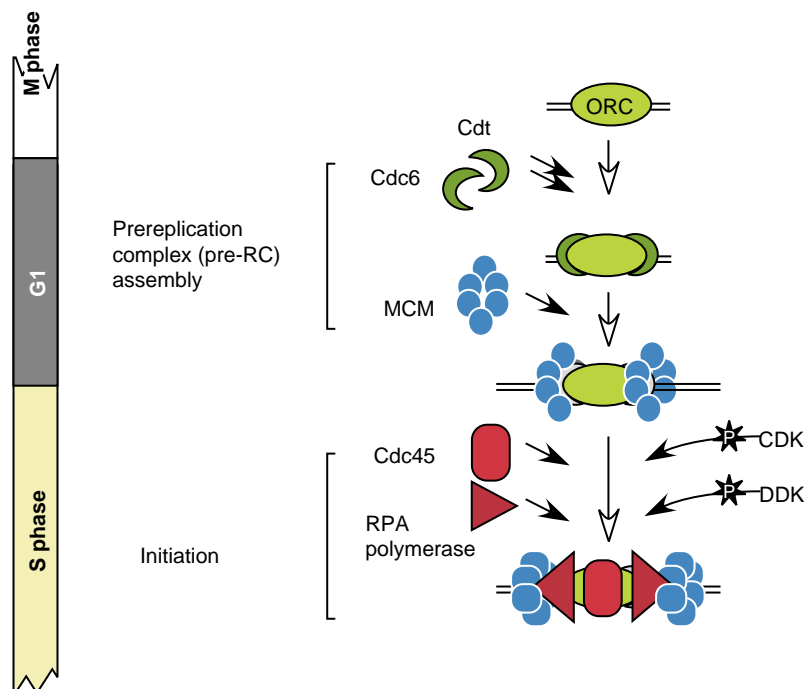 M phase
ORC
Cdt
Cdc6
Prereplication
complex (pre-RC)
assembly
G1
MCM
P
CDK
Cdc45
P
DDK
RPA
polymerase
S phase
Initiation